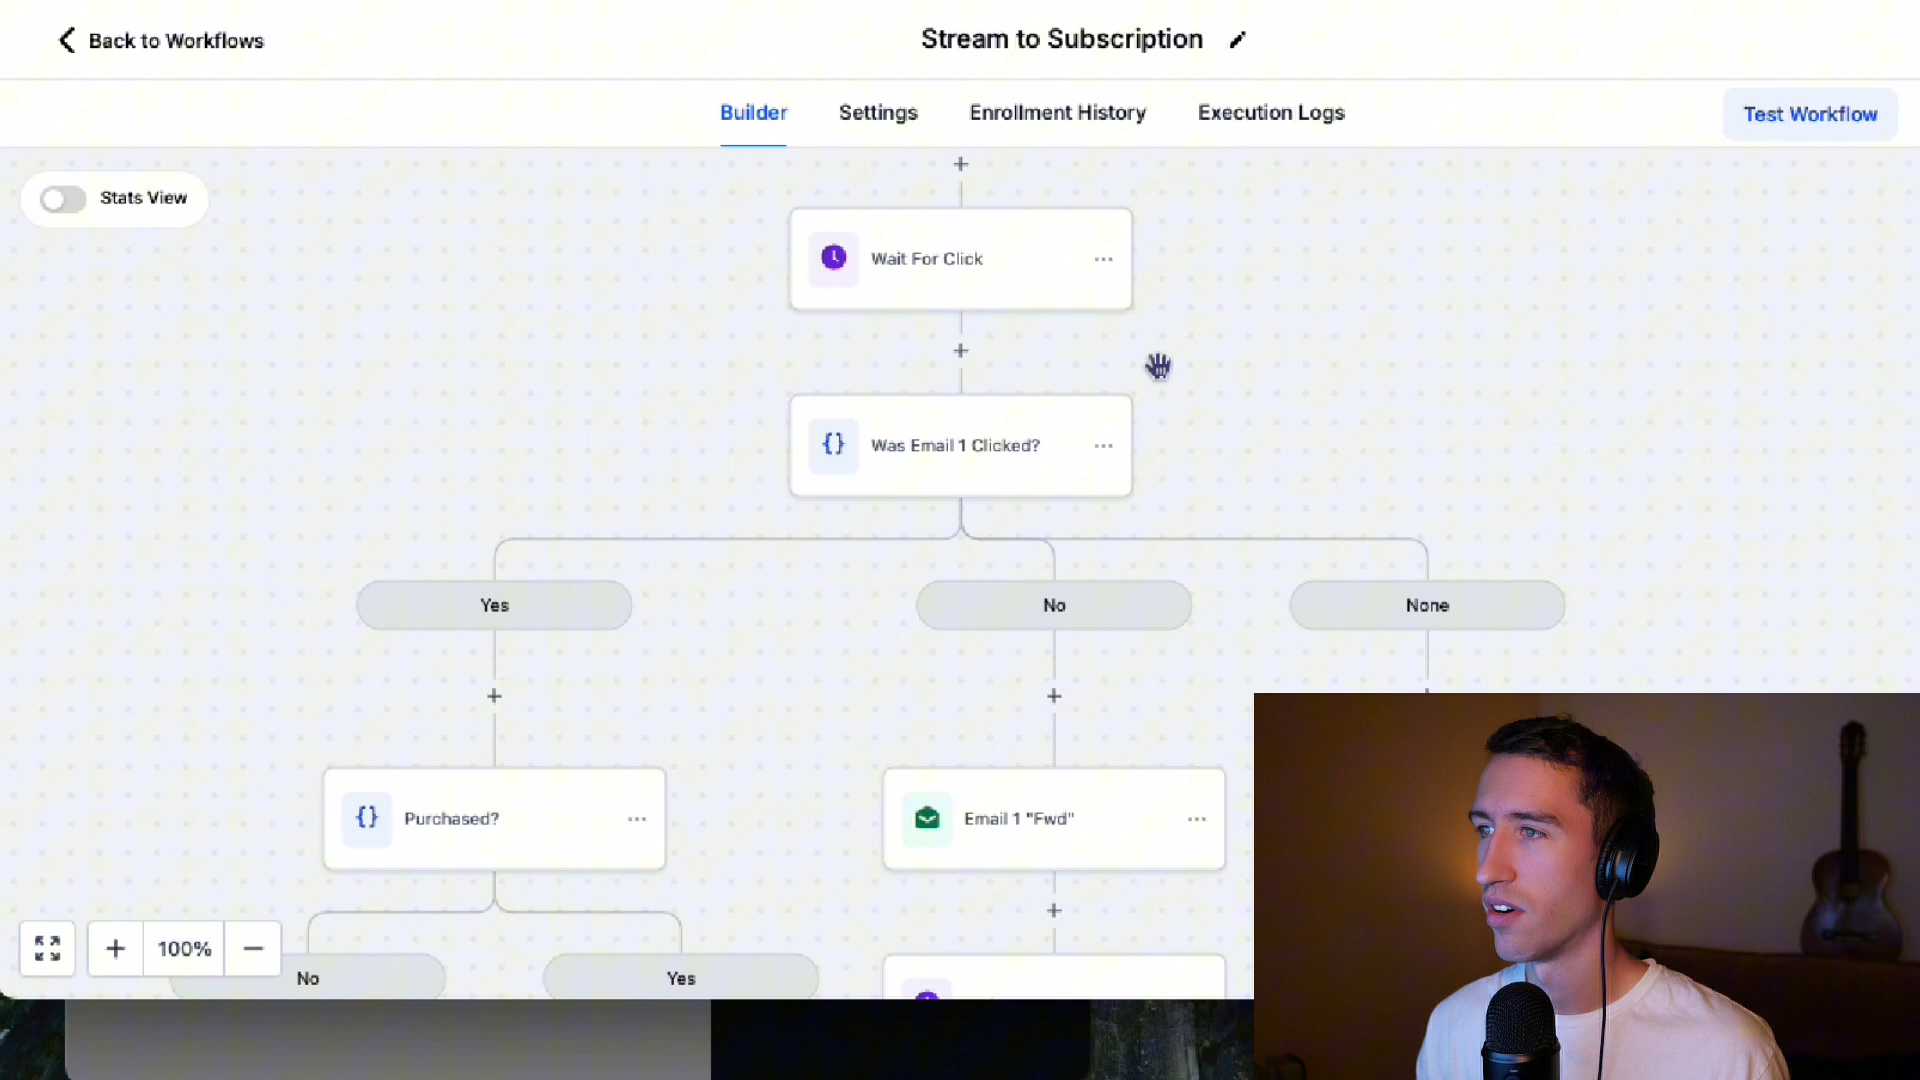 Back to Workflows
Stream to Subscription
Builder
Settings
Enrollment History
Execution Logs
Test Workflow
Stats View
Wait For Click
Was Email 1 Clicked?
Yes
No
None
Purchased?
Email 1 "Fwd"
100%
No
Yes